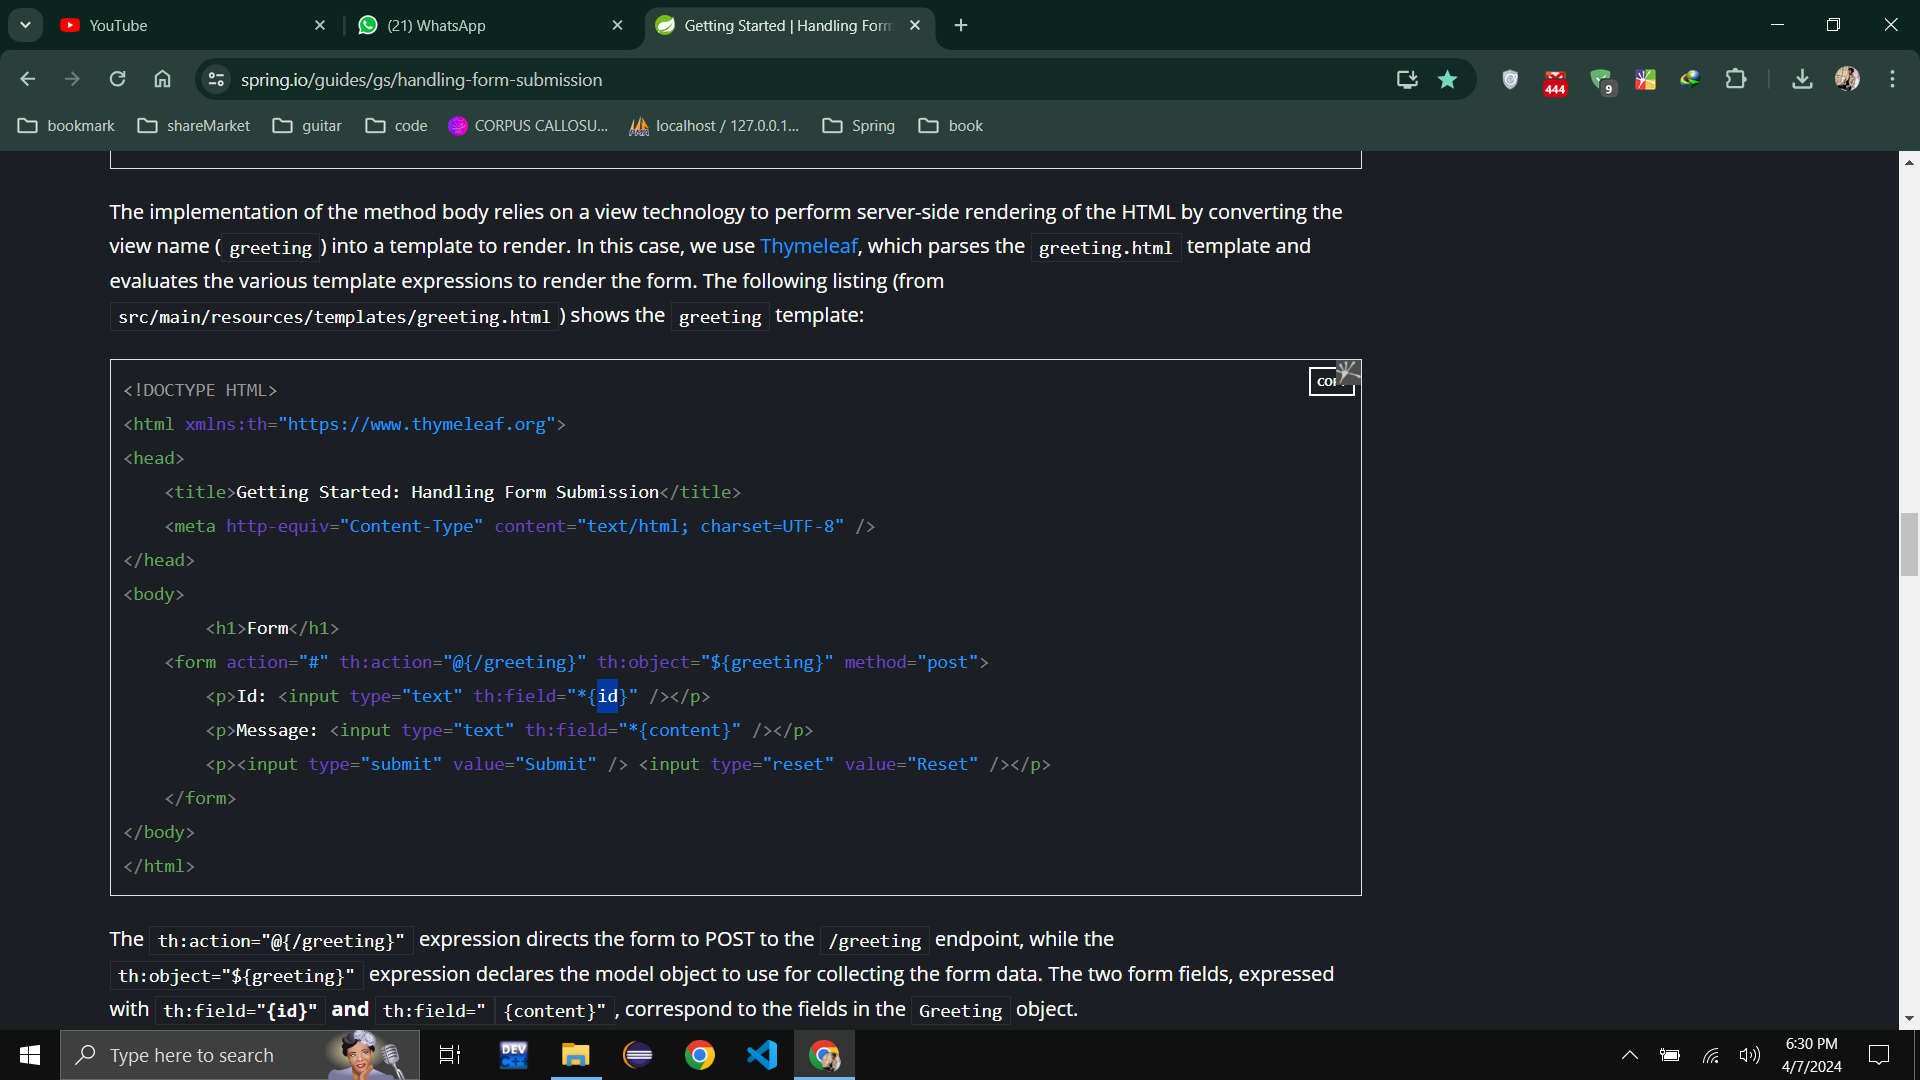 YouTube
(21) WhatsApp
Getting Started | Handling Form
spring.io/guides/gs/handling-form-submission
444
9
bookmark
shareMarket
guitar
code
CORPUS CALLOSU...
localhost / 127.0.0.1...
Spring
book
The implementation of the method body relies on a view technology to perform server-side rendering of the HTML by converting the
view name ( greeting ) into a template to render. In this case, we use Thymeleaf, which parses the greeting.html template and
evaluates the various template expressions to render the form. The following listing (from
src/main/resources/templates/greeting.html ) shows the greeting template:
<!DOCTYPE HTML>
<html xmlns:th="https://www.thymeleaf.org">
<head>
<title>Getting Started: Handling Form Submission</title>
<meta http-equiv="Content-Type" content="text/html; charset=UTF-8" />
</head>
<body>
<h1>Form</h1>
<form action="#" th:action="@{/greeting}" th:object="${greeting}" method="post">
<p>Id: <input type="text" th:field="*{id}" /></p>
<p>Message: <input type="text" th:field="*{content}" /></p>
<p><input type="submit" value="Submit" /> <input type="reset" value="Reset" /></p>
</form>
</body>
</html>
The th:action="@{/greeting}" expression directs the form to POST to the /greeting endpoint, while the
th:object="${greeting}" expression declares the model object to use for collecting the form data. The two form fields, expressed
with th:field="{id}" and th:field=" {content}" , correspond to the fields in the Greeting object.
Type here to search
DEV
C++
6:30 PM
4/7/2024